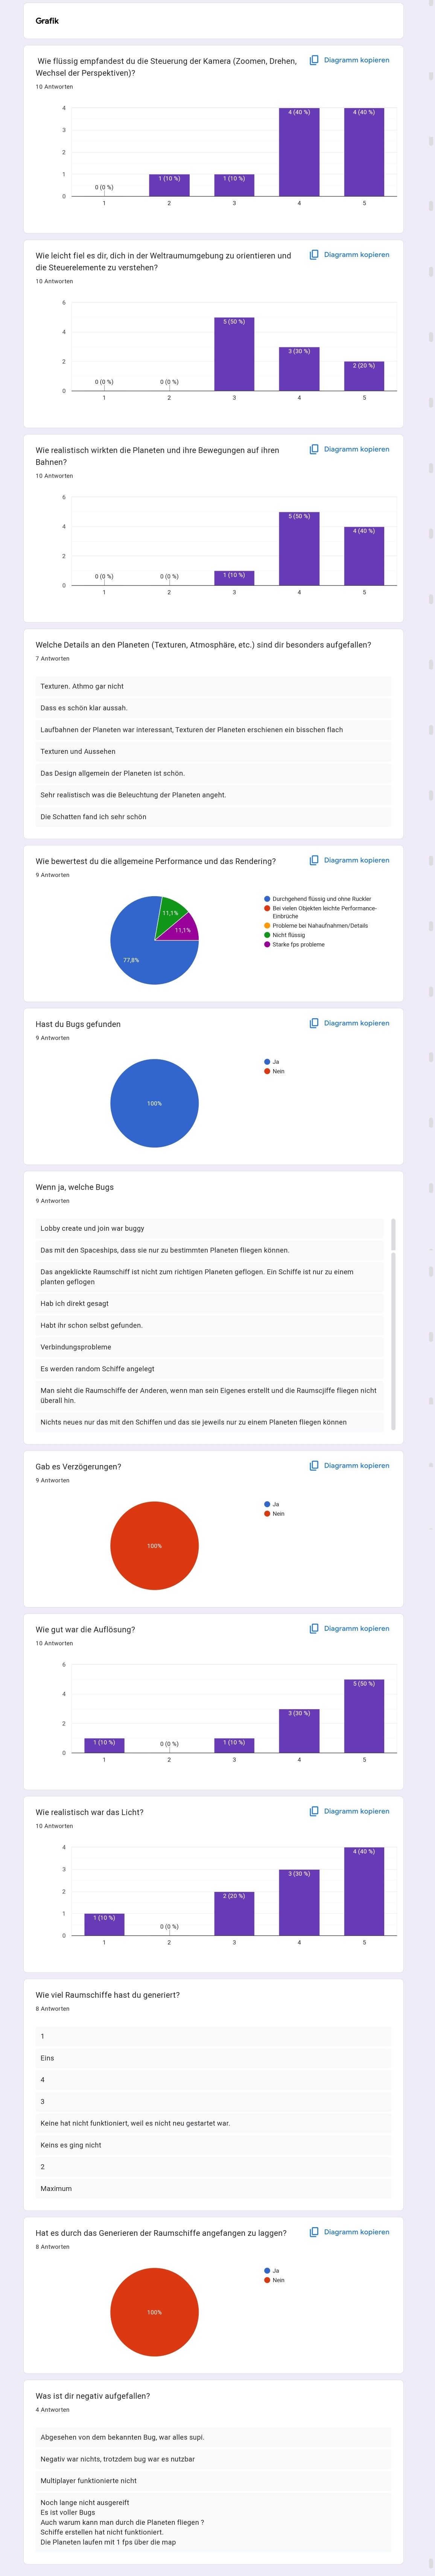 Grafik
Wie flüssig empfandest du die Steuerung der Kamera (Zoomen, Drehen,
Wechsel der Perspektiven)?
Diagramm kopieren
10 Antworten
4
3
2
1
0
0 (0 %)
1 (10 %)
1 (10 %)
4 (40 %)
4 (40 %)
1
2
3
4
5
Wie leicht fiel es dir, dich in der Weltraumumgebung zu orientieren und
die Steuerelemente zu verstehen?
Diagramm kopieren
10 Antworten
6
4
2
0
0 (0 %)
0 (0 %)
5 (50 %)
3 (30 %)
2 (20 %)
1
2
3
4
5
Wie realistisch wirkten die Planeten und ihre Bewegungen auf ihren
Bahnen?
Diagramm kopieren
10 Antworten
6
4
2
0
0 (0 %)
0 (0 %)
1 (10 %)
5 (50 %)
4 (40 %)
1
2
3
4
5
Welche Details an den Planeten (Texturen, Atmosphäre, etc.) sind dir besonders aufgefallen?
7 Antworten
Texturen. Athmo gar nicht
Dass es schön klar aussah.
Laufbahnen der Planeten war interessant, Texturen der Planeten erschienen ein bisschen flach
Texturen und Aussehen
Das Design allgemein der Planeten ist schön.
Sehr realistisch was die Beleuchtung der Planeten angeht.
Die Schatten fand ich sehr schön
Wie bewertest du die allgemeine Performance und das Rendering?
Diagramm kopieren
9 Antworten
11,1%
11,1%
77,8%
Durchgehend flüssig und ohne Ruckler
Bei vielen Objekten leichte Performance-
Einbrüche
Probleme bei Nahaufnahmen/Details
Nicht flüssig
Starke fps probleme
Hast du Bugs gefunden
Diagramm kopieren
9 Antworten
100%
Ja
Nein
Wenn ja, welche Bugs
9 Antworten
Lobby create und join war buggy
Das mit den Spaceships, dass sie nur zu bestimmten Planeten fliegen können.
Das angeklickte Raumschiff ist nicht zum richtigen Planeten geflogen. Ein Schiffe ist nur zu einem
planten geflogen
Hab ich direkt gesagt
Habt ihr schon selbst gefunden.
Verbindungsprobleme
Es werden random Schiffe angelegt
Man sieht die Raumschiffe der Anderen, wenn man sein Eigenes erstellt und die Raumscjiffe fliegen nicht
überall hin.
Nichts neues nur das mit den Schiffen und das sie jeweils nur zu einem Planeten fliegen können
Gab es Verzögerungen?
Diagramm kopieren
9 Antworten
100%
Ja
Nein
Wie gut war die Auflösung?
Diagramm kopieren
10 Antworten
6
4
2
0
1 (10 %)
0 (0 %)
1 (10 %)
3 (30 %)
5 (50 %)
1
2
3
4
5
Wie realistisch war das Licht?
Diagramm kopieren
10 Antworten
4
3
2
1
0
1 (10 %)
0 (0 %)
2 (20 %)
3 (30 %)
4 (40 %)
1
2
3
4
5
Wie viel Raumschiffe hast du generiert?
8 Antworten
1
Eins
4
3
Keine hat nicht funktioniert, weil es nicht neu gestartet war.
Keins es ging nicht
2
Maximum
Hat es durch das Generieren der Raumschiffe angefangen zu laggen?
Diagramm kopieren
8 Antworten
100%
Ja
Nein
Was ist dir negativ aufgefallen?
4 Antworten
Abgesehen von dem bekannten Bug, war alles supi.
Negativ war nichts, trotzdem bug war es nutzbar
Multiplayer funktionierte nicht
Noch lange nicht ausgereift
Es ist voller Bugs
Auch warum kann man durch die Planeten fliegen ?
Schiffe erstellen hat nicht funktioniert.
Die Planeten laufen mit 1 fps über die map